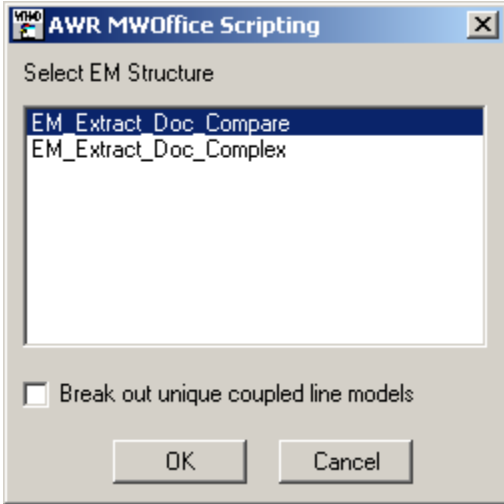 AWR MWOffice Scripting
Select EM Structure
EM_Extract_Doc_Compare
EM_Extract_Doc_Complex
Break out unique coupled line models
OK Cancel